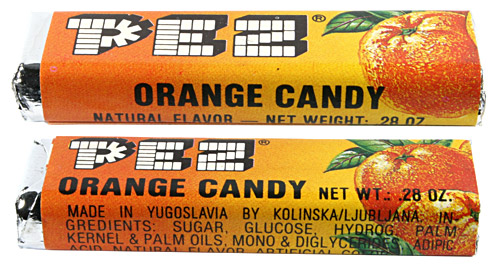 PEZ®
ORANGE CANDY
NATURAL FLAVOR — NET WEIGHT: .28 OZ.
PEZ®
ORANGE CANDY NET WT.: .28 OZ.
MADE IN YUGOSLAVIA BY KOLINSKA/LJUBLJANA. IN-
GREDIENTS: SUGAR, GLUCOSE, HYDROG. PALM
KERNEL & PALM OILS, MONO & DIGLYCERIDES, ADIPIC
ACID, NATURAL FLAVOR, ARTIFICIAL